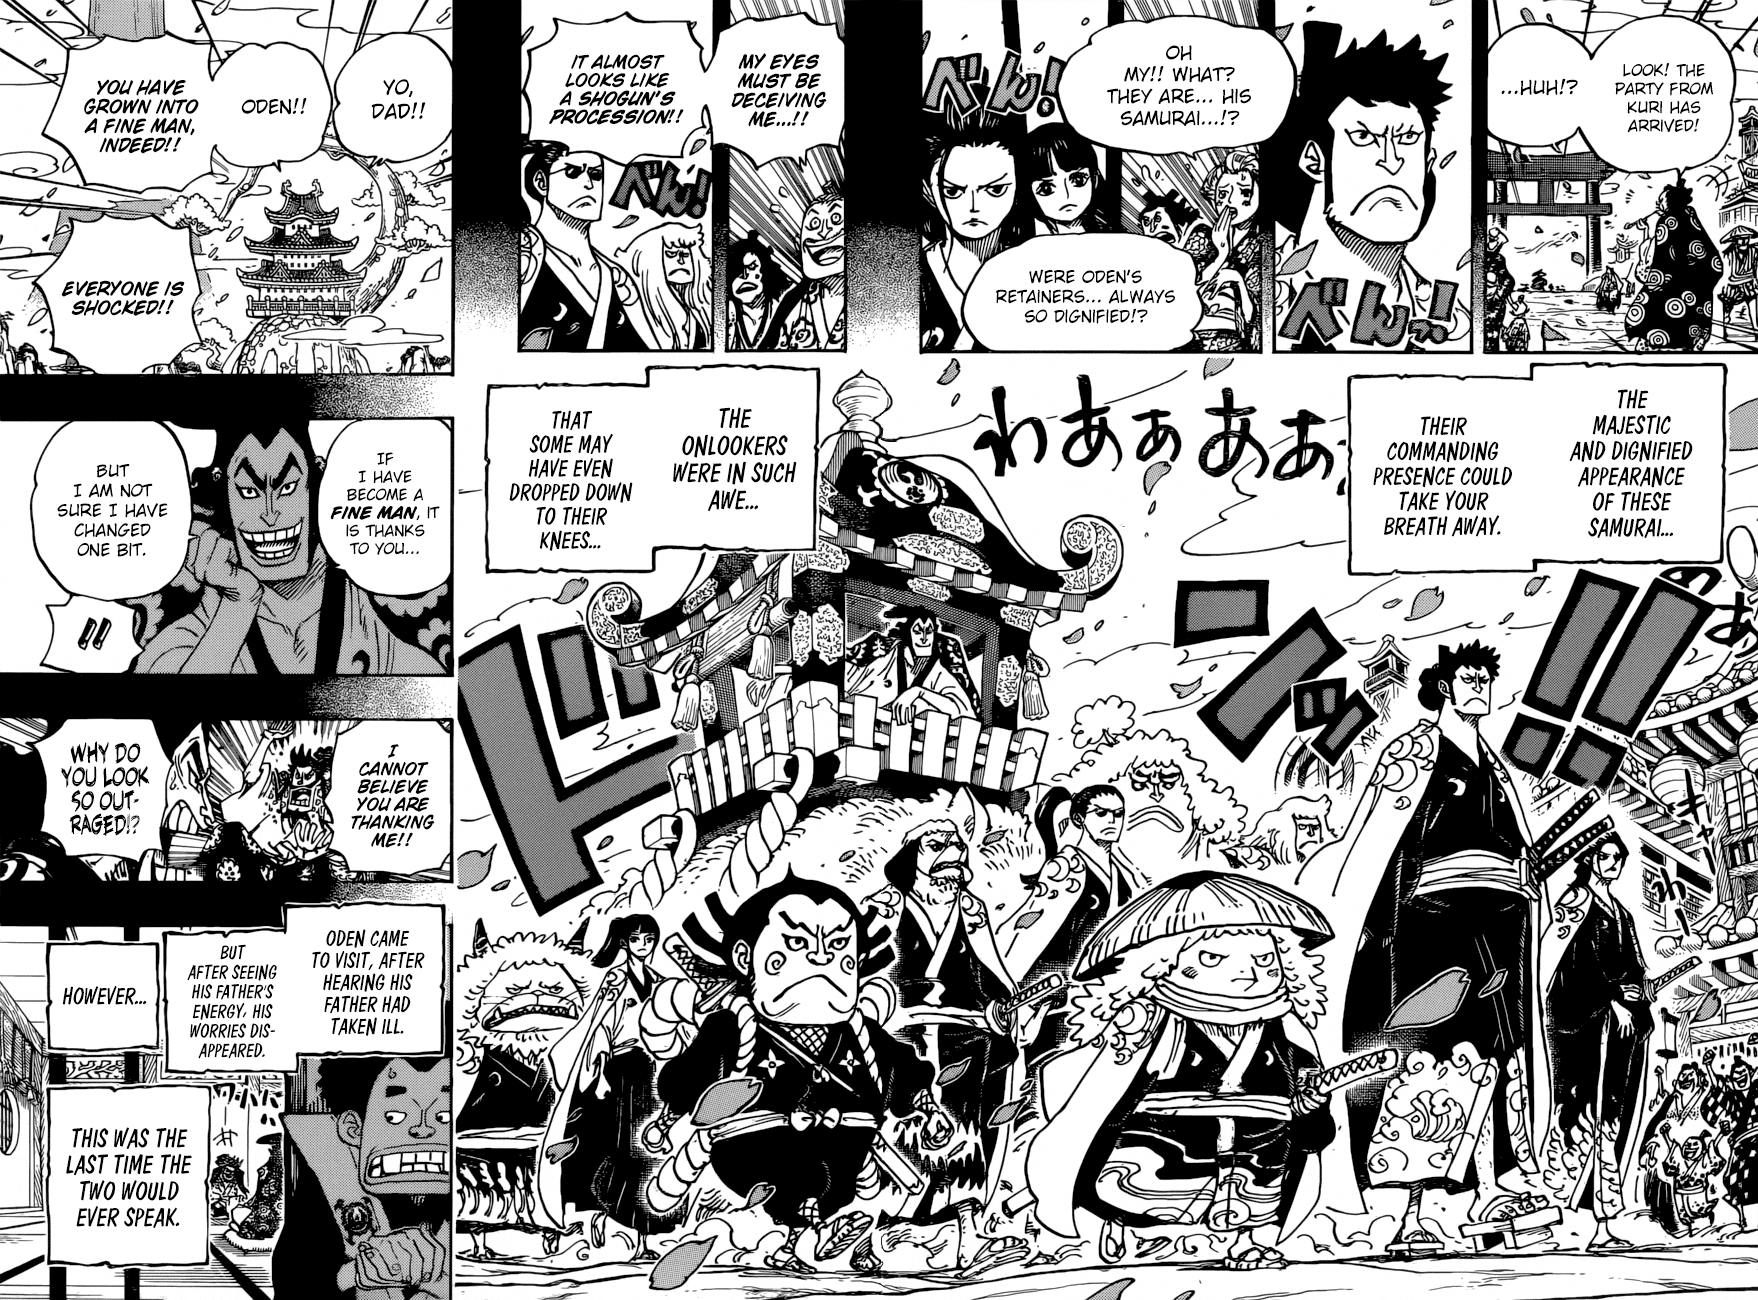 LOOK! THE
PARTY FROM
KURI HAS
ARRIVED!
...HUH!?
べんっ!
OH
MY!! WHAT?
THEY ARE... HIS
SAMURAI...!?
べん!
WERE ODEN'S
RETAINERS... ALWAYS
SO DIGNIFIED!?
MY EYES
MUST BE
DECEIVING
ME...!!
IT ALMOST
LOOKS LIKE
A SHOGUN'S
PROCESSION!!
べん!
THE
MAJESTIC
AND DIGNIFIED
APPEARANCE
OF THESE
SAMURAI...
THEIR
COMMANDING
PRESENCE COULD
TAKE YOUR
BREATH AWAY.
わあぁああ
THE
ONLOOKERS
WERE IN SUCH
AWE...
THAT
SOME MAY
HAVE EVEN
DROPPED DOWN
TO THEIR
KNEES...
ドドンッ!!
YO,
DAD!!
ODEN!!
YOU HAVE
GROWN INTO
A FINE MAN,
INDEED!!
EVERYONE IS
SHOCKED!!
IF
I HAVE
BECOME A
FINE MAN, IT
IS THANKS
TO YOU...
BUT
I AM NOT
SURE I HAVE
CHANGED
ONE BIT.
!!
I
CANNOT
BELIEVE
YOU ARE
THANKING
ME!!
WHY DO
YOU LOOK
SO OUT-
RAGED!?
ODEN CAME
TO VISIT, AFTER
HEARING HIS
FATHER HAD
TAKEN ILL.
BUT
AFTER SEEING
HIS FATHER'S
ENERGY, HIS
WORRIES DIS-
APPEARED.
HOWEVER...
THIS WAS THE
LAST TIME THE
TWO WOULD
EVER SPEAK.